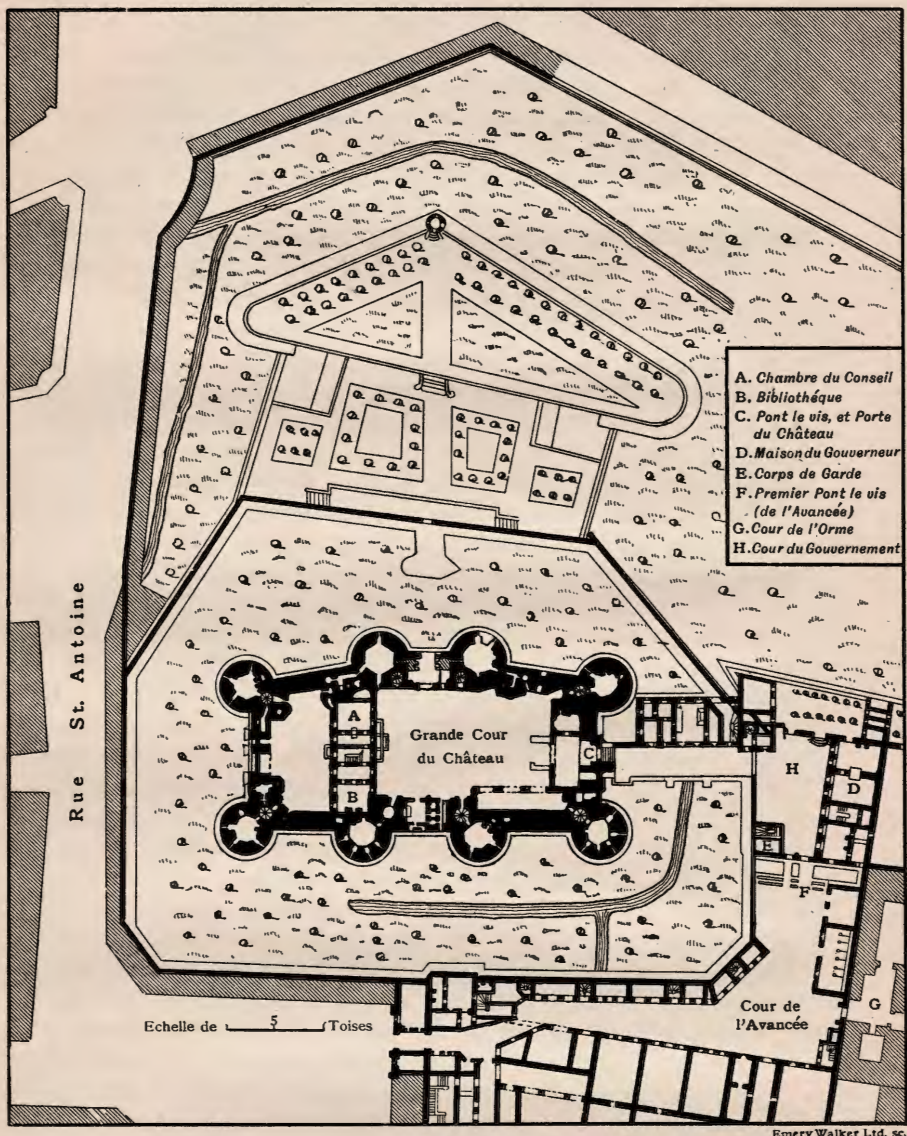 A. Chambre du Conseil
B. Bibliothéque
C. Pont le vis, et Porte
du Château
D. Maison du Gouverneur
E. Corps de Garde
F. Premier Pont le vis
(de l'Avancée)
G. Cour de l'Orme
H. Cour du Gouvernement
Rue St. Antoine
A
Grande Cour
du Château
B
C
H
D
E
F
G
Cour de
l'Avancée
Echelle de 5 Toises
Emery Walker Ltd. sc.